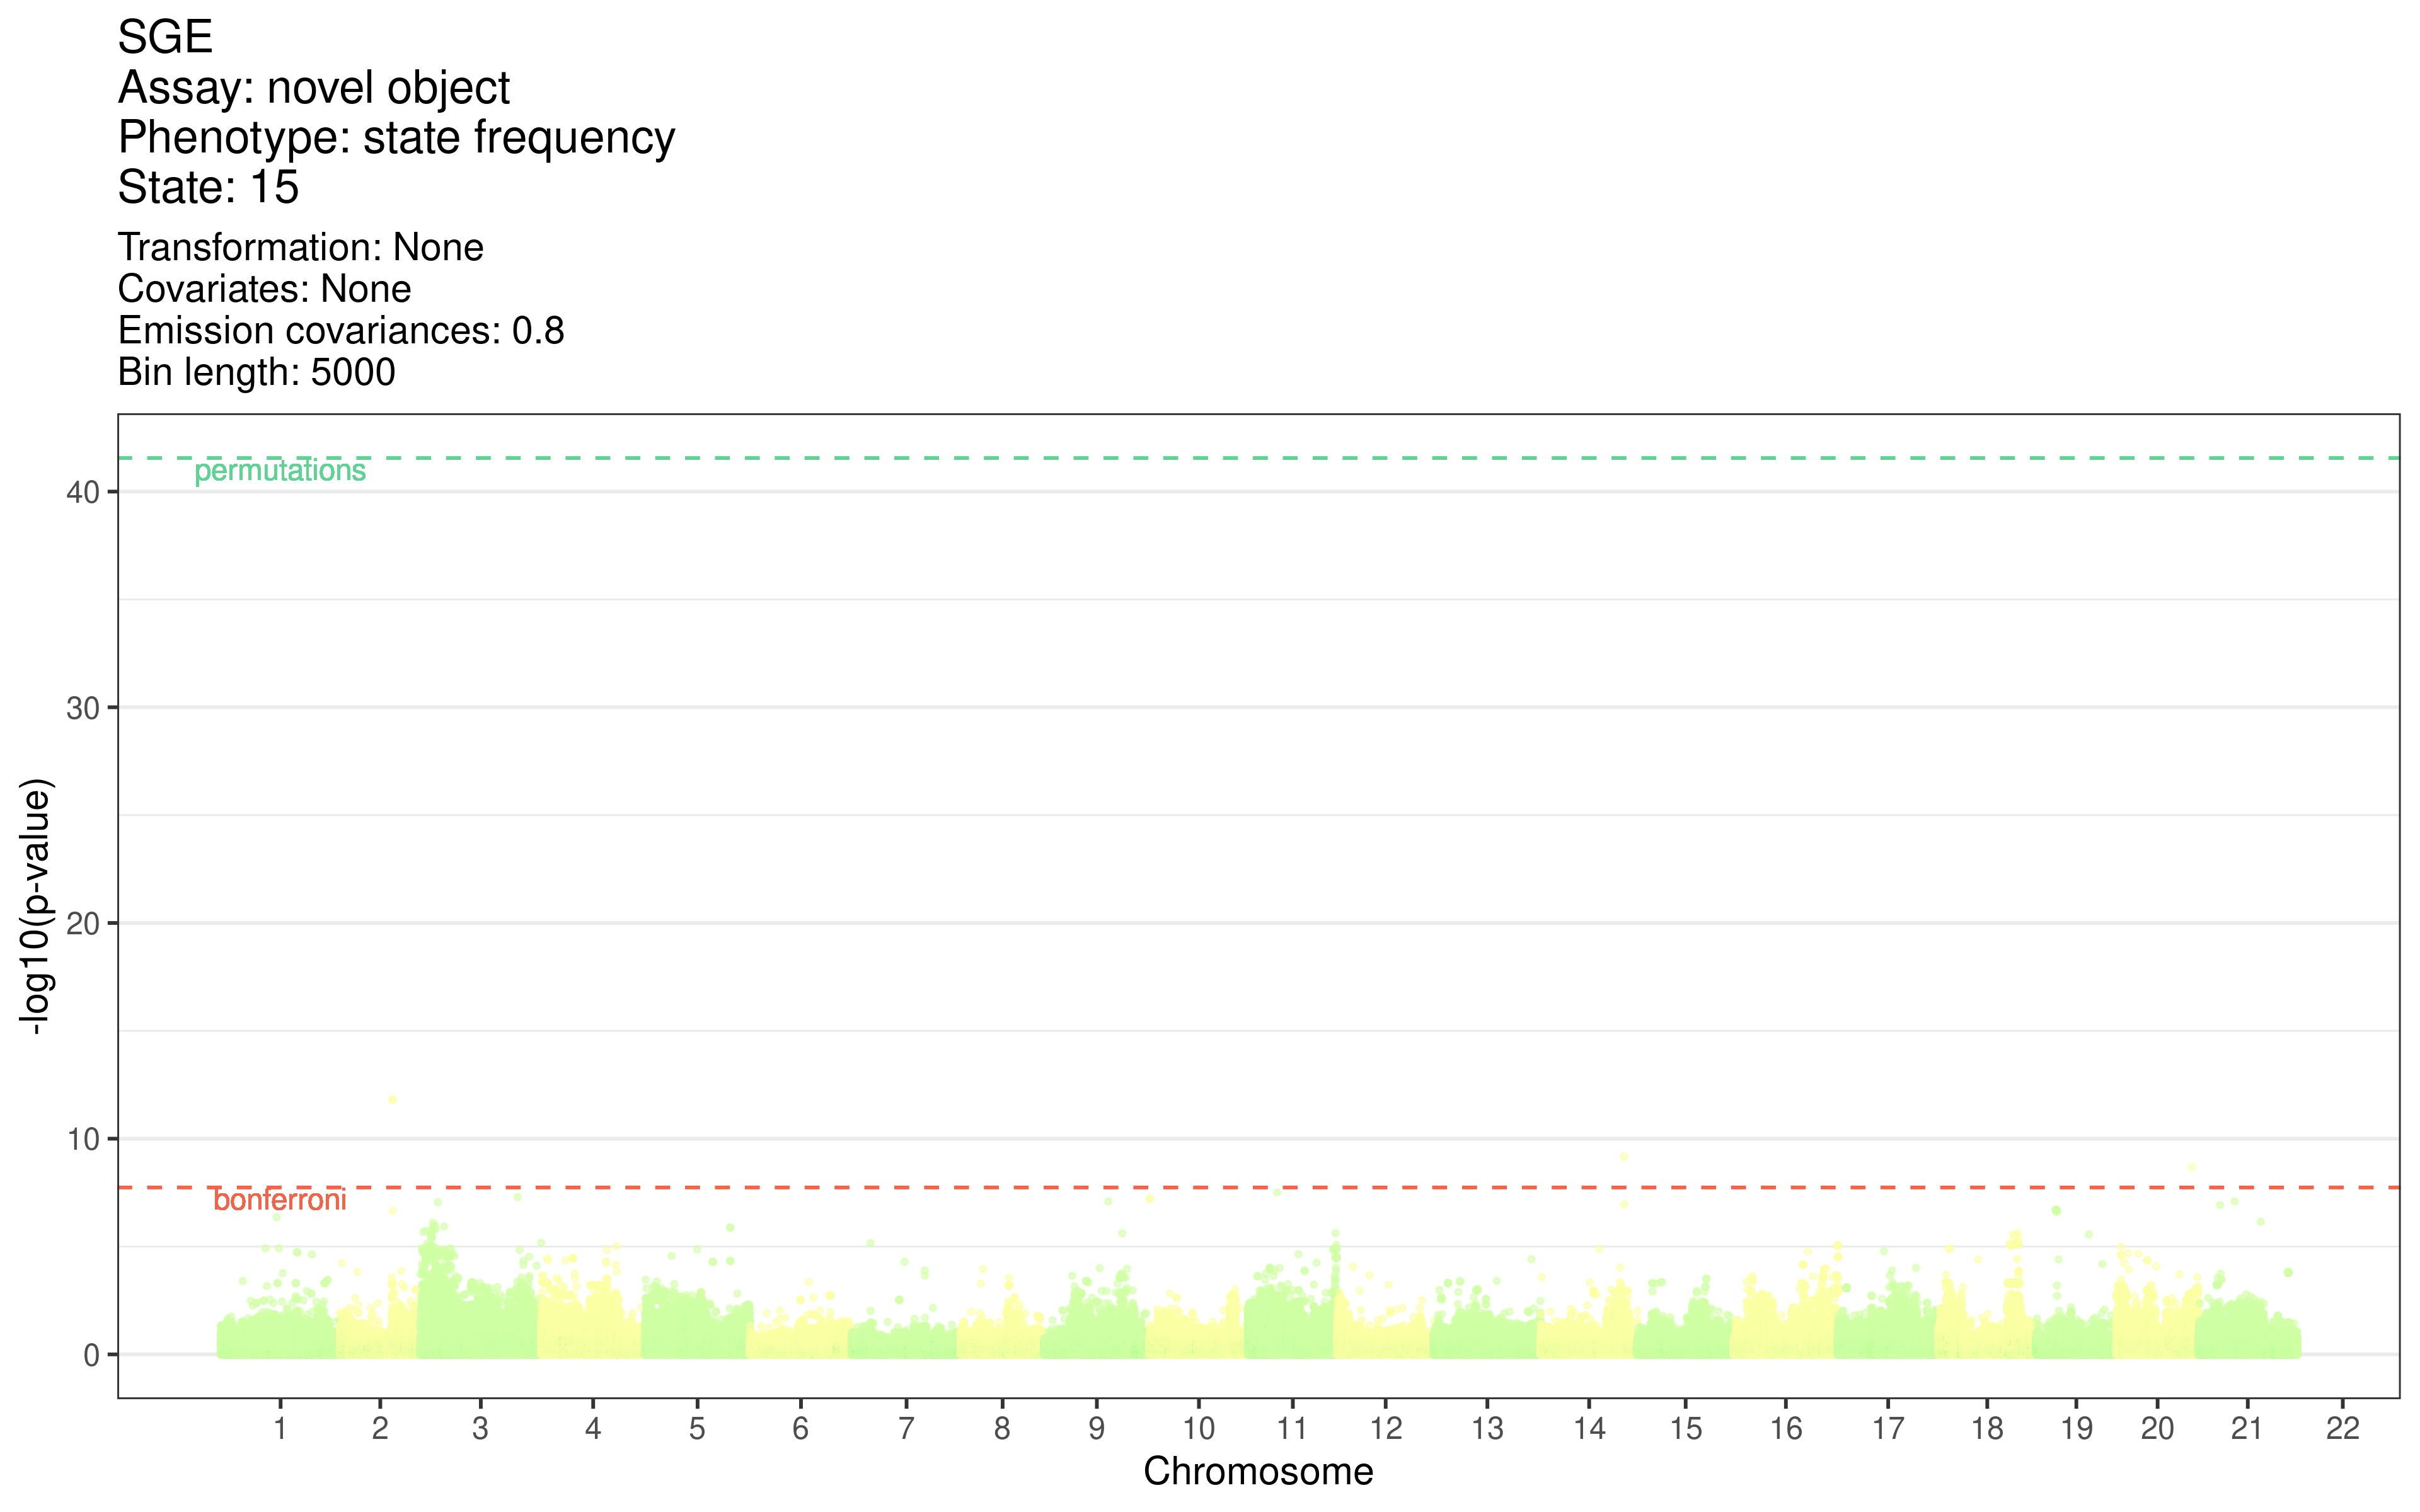 SGE
Assay: novel object
Phenotype: state frequency
State: 15
Transformation: None
Covariates: None
Emission covariances: 0.8
Bin length: 5000
permutations
40
30
20
10
bonferroni
0
-log10(p-value)
1 2 3 4 5 6 7 8 9 10 11 12 13 14 15 16 17 18 19 20 21 22
Chromosome